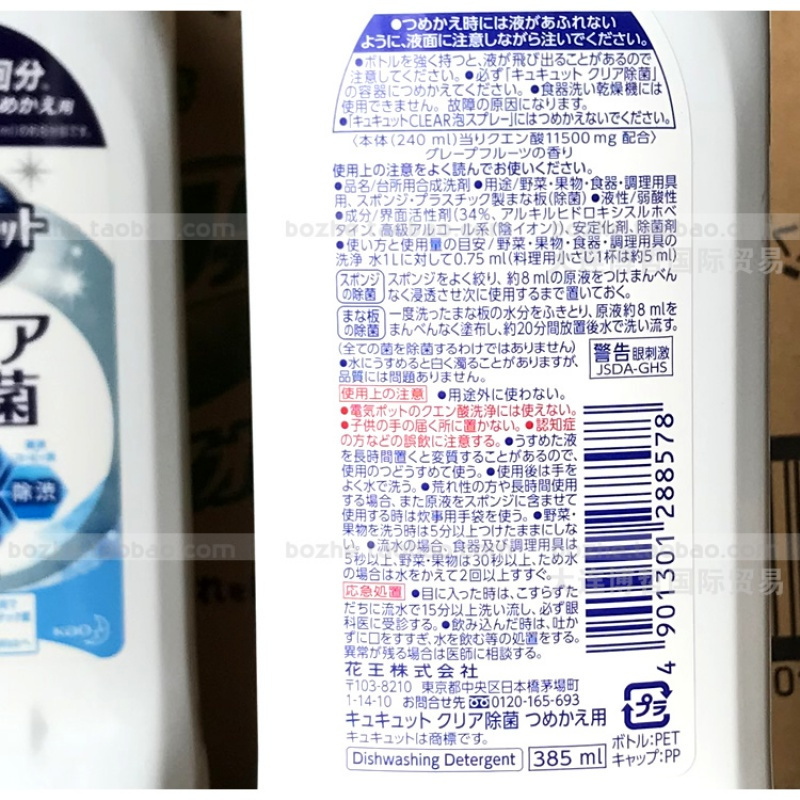 回分
つめかえ用
ット
ア
菌
除渋
Kao
●つめかえ時には液があふれない
ように、液面に注意しながら注いでください。
●ボトルを強く持つと、液が飛び出ることがあるので
注意してください。●必ず「キュキュット クリア除菌」
の容器につめかえてください。●食器洗い乾燥機には
使用できません。故障の原因になります。
●「キュキュットCLEAR泡スプレー」にはつめかえないでください。
〈本体(240 ml)当りクエン酸11500mg 配合〉
グレープフルーツの香り
使用上の注意をよく読んでお使いください。
●品名/台所用合成洗剤 ●用途/野菜・果物・食器・調理用具
用、スポンジ・プラスチック製まな板(除菌) ●液性/弱酸性
●成分/界面活性剤(34%、アルキルヒドロキシスルホベ
タイン、高級アルコール系(陰イオン))、安定化剤、除菌剤
●使い方と使用量の目安/野菜・果物・食器・調理用具の
洗浄 水1Lに対して0.75 ml(料理用小さじ1杯は約5 ml)
スポンジの除菌 スポンジをよく絞り、約8 mlの原液をつけ、まんべん
なく浸透させ次に使用するまで置いておく。
まな板の除菌 一度洗ったまな板の水分をふきとり、原液約8 mlを
まんべんなく塗布し、約20分間放置後水で洗い流す。
(全ての菌を除菌するわけではありません)
●水にうすめると白く濁ることがありますが、
品質には問題ありません。
警告 眼刺激
JSDA-GHS
使用上の注意 ●用途外に使わない。
●電気ポットのクエン酸洗浄には使えない。
●子供の手の届く所に置かない。●認知症
の方などの誤飲に注意する。●うすめた液
を長時間置くと変質することがあるので、
使用のつどうすめて使う。●使用後は手を
よく水で洗う。●荒れ性の方や長時間使用
する場合、また原液をスポンジに含ませて
使用する時は炊事用手袋を使う。●野菜・
果物を洗う時は5分以上つけたままにしな
い。●流水の場合、食器及び調理用具は
5秒以上、野菜・果物は30秒以上、ため水
の場合は水をかえて2回以上すすぐ。
応急処置 ●目に入った時は、こすらずた
だちに流水で15分以上洗い流し、必ず眼
科医に受診する。●飲み込んだ時は、吐か
ずに口をすすぎ、水を飲む等の処置をする。
異常が残る場合は医師に相談する。
4 901301 288578
花王株式会社
〒103-8210 東京都中央区日本橋茅場町
1-14-10 お問合せ先 0120-165-693
キュキュット クリア除菌 つめかえ用
キュキュットは商標です。
Dishwashing Detergent 385 ml
プラ
ボトル:PET
キャップ:PP
bozhe.taobao.com
bozhe.taobao.com
bozhe.taobao.com
bozhe.taobao.com
国际贸易
国际贸易